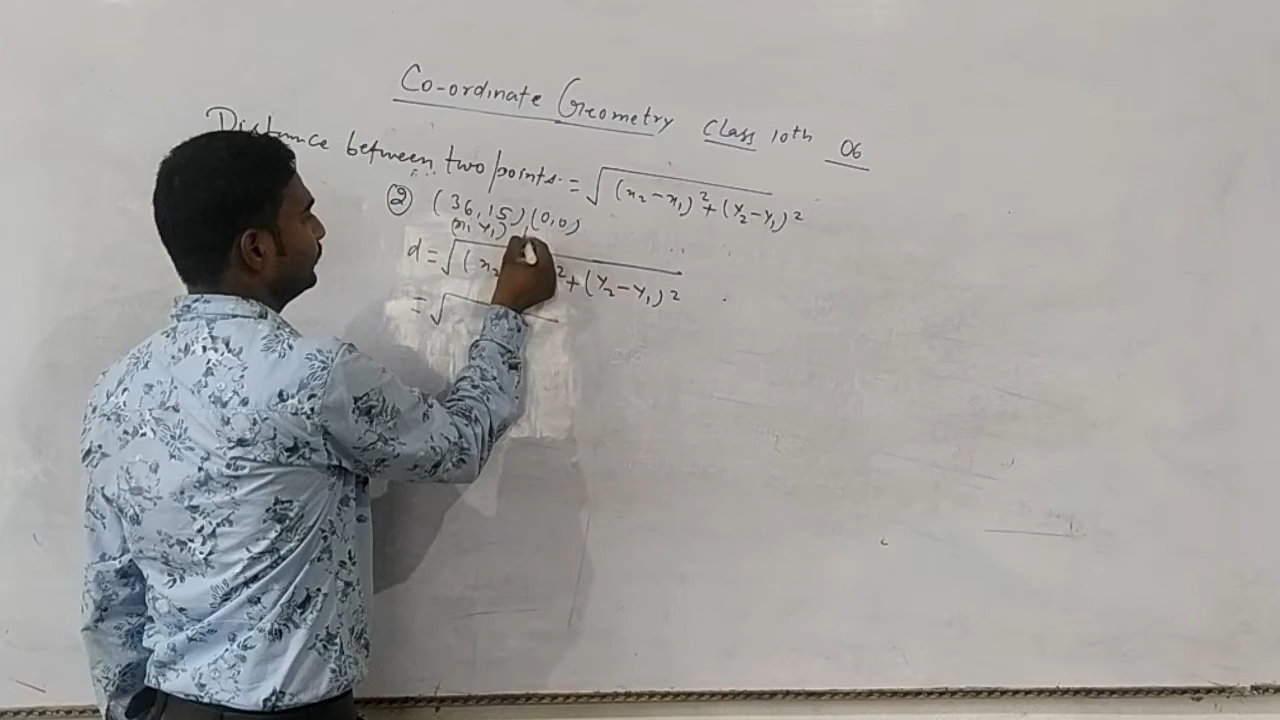 Co-ordinate Geometry Class 10th 06
Distance between two points = √(x₂-x₁)²+(y₂-y₁)²
② (36,15)(0,0)
(x₁ y₁)
d = √(x₂ ²+(y₂-y₁)²
= √